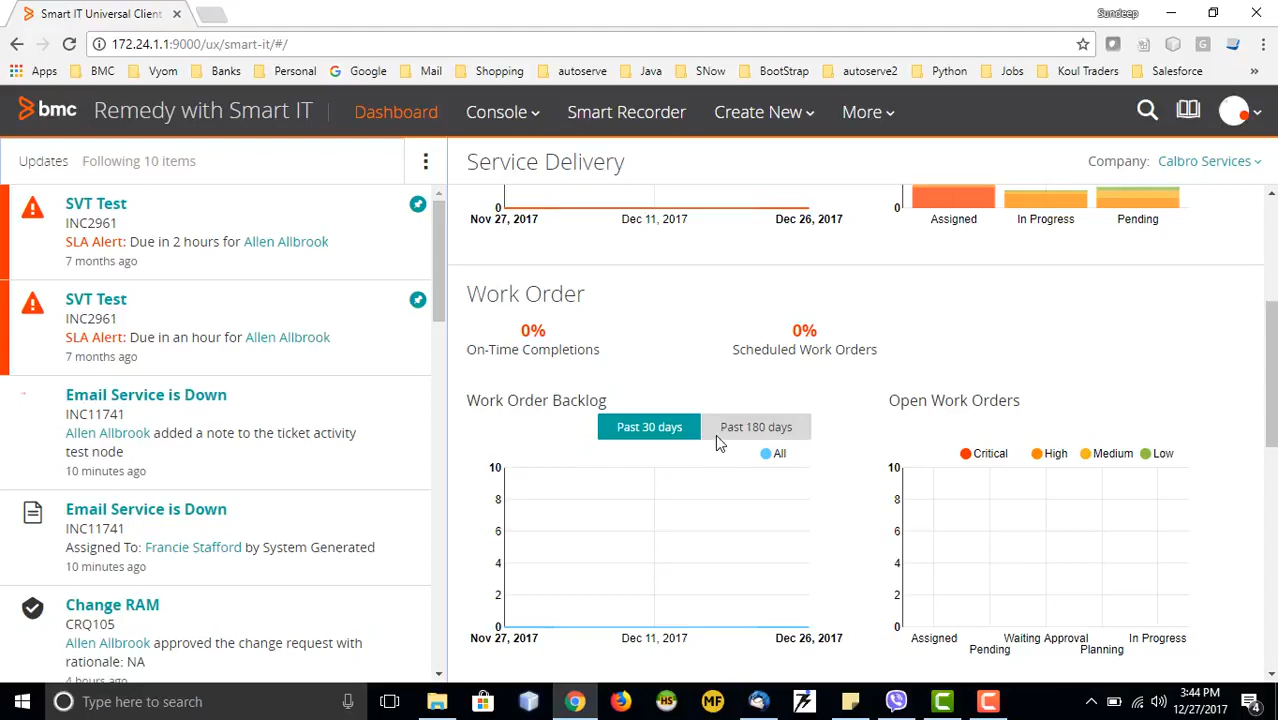 Smart IT Universal Client
Sundeep
172.24.1.1:9000/ux/smart-it/#/
Apps BMC Vyom Banks Personal Google Mail Shopping autoserve Java SNow BootStrap autoserve2 Python Jobs Koul Traders Salesforce »
bmc Remedy with Smart IT Dashboard Console Smart Recorder Create New More
Updates Following 10 items
Service Delivery Company: Calbro Services
SVT Test
INC2961
SLA Alert: Due in 2 hours for Allen Allbrook
7 months ago
SVT Test
INC2961
SLA Alert: Due in an hour for Allen Allbrook
7 months ago
Email Service is Down
INC11741
Allen Allbrook added a note to the ticket activity
test node
10 minutes ago
Email Service is Down
INC11741
Assigned To: Francie Stafford by System Generated
10 minutes ago
Change RAM
CRQ105
Allen Allbrook approved the change request with
rationale: NA
4 hours ago
0
Nov 27, 2017 Dec 11, 2017 Dec 26, 2017
0
Assigned In Progress Pending
Work Order
0% 0%
On-Time Completions Scheduled Work Orders
Work Order Backlog
Past 30 days Past 180 days
All
10
8
6
4
2
0
Nov 27, 2017 Dec 11, 2017 Dec 26, 2017
Open Work Orders
Critical High Medium Low
10
8
6
4
2
0
Assigned Waiting Approval In Progress
Pending Planning
Type here to search
HS
MF
3:44 PM
12/27/2017
4